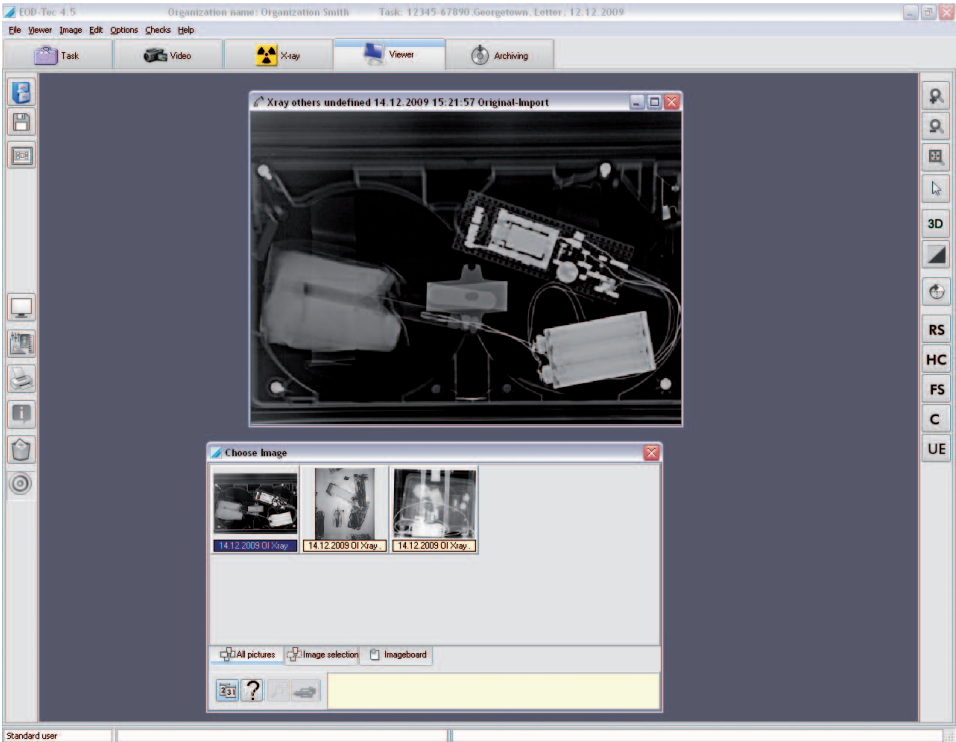 EOD-Tec 4.5 Organization name: Organization Smith Task: 12345-67890.Georgetown. Lotter. 12.12.2009
File Viewer Image Edit Options Checks Help
Task Video X-ray Viewer Archiving
Xray others undefined 14.12.2009 15:21:57 Original-Import
3D
RS
HC
FS
C
UE
Choose Image
14.12.2009 OI Xray . 14.12.2009 OI Xray . 14.12.2009 OI Xray .
All pictures Image selection Imageboard
231 ?
Standard user